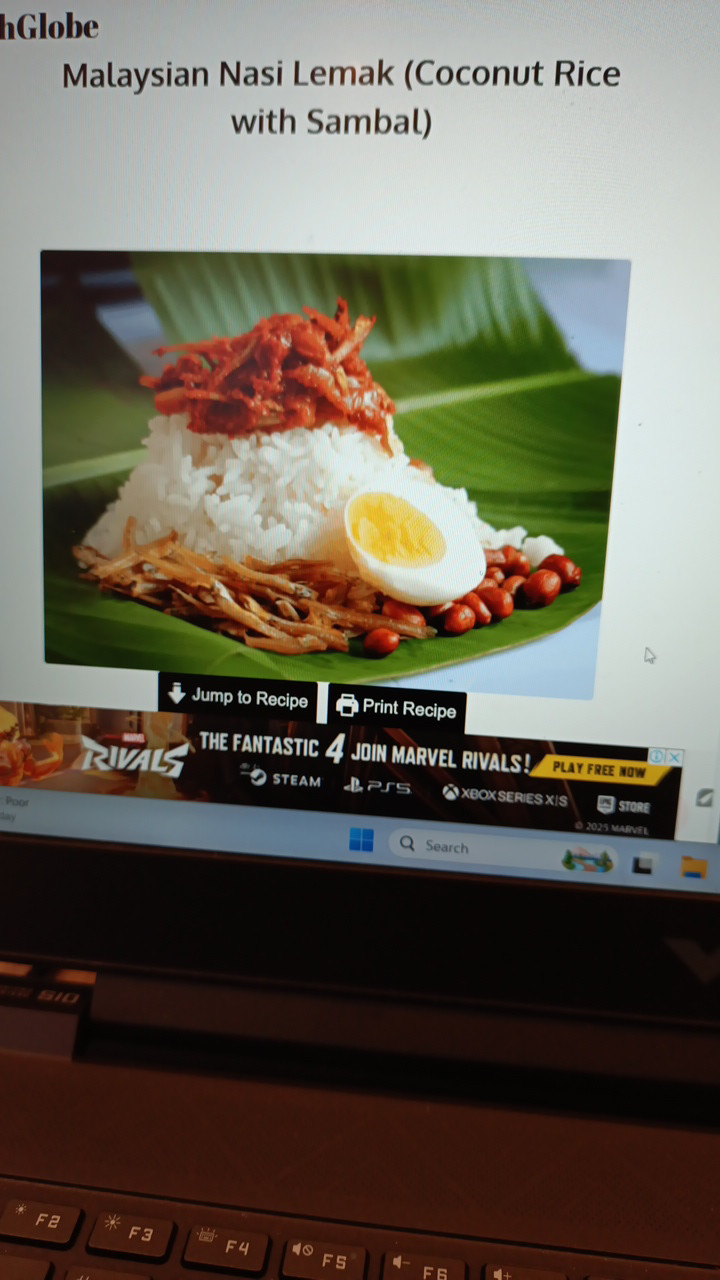 hGlobe
Malaysian Nasi Lemak (Coconut Rice
with Sambal)
Jump to Recipe
Print Recipe
MARVEL
RIVALS
THE FANTASTIC 4 JOIN MARVEL RIVALS!
PLAY FREE NOW
STEAM
PS5
XBOX SERIES X|S
STORE
© 2025 MARVEL
Poor
day
Search
S10
F2
F3
F4
F5
F6